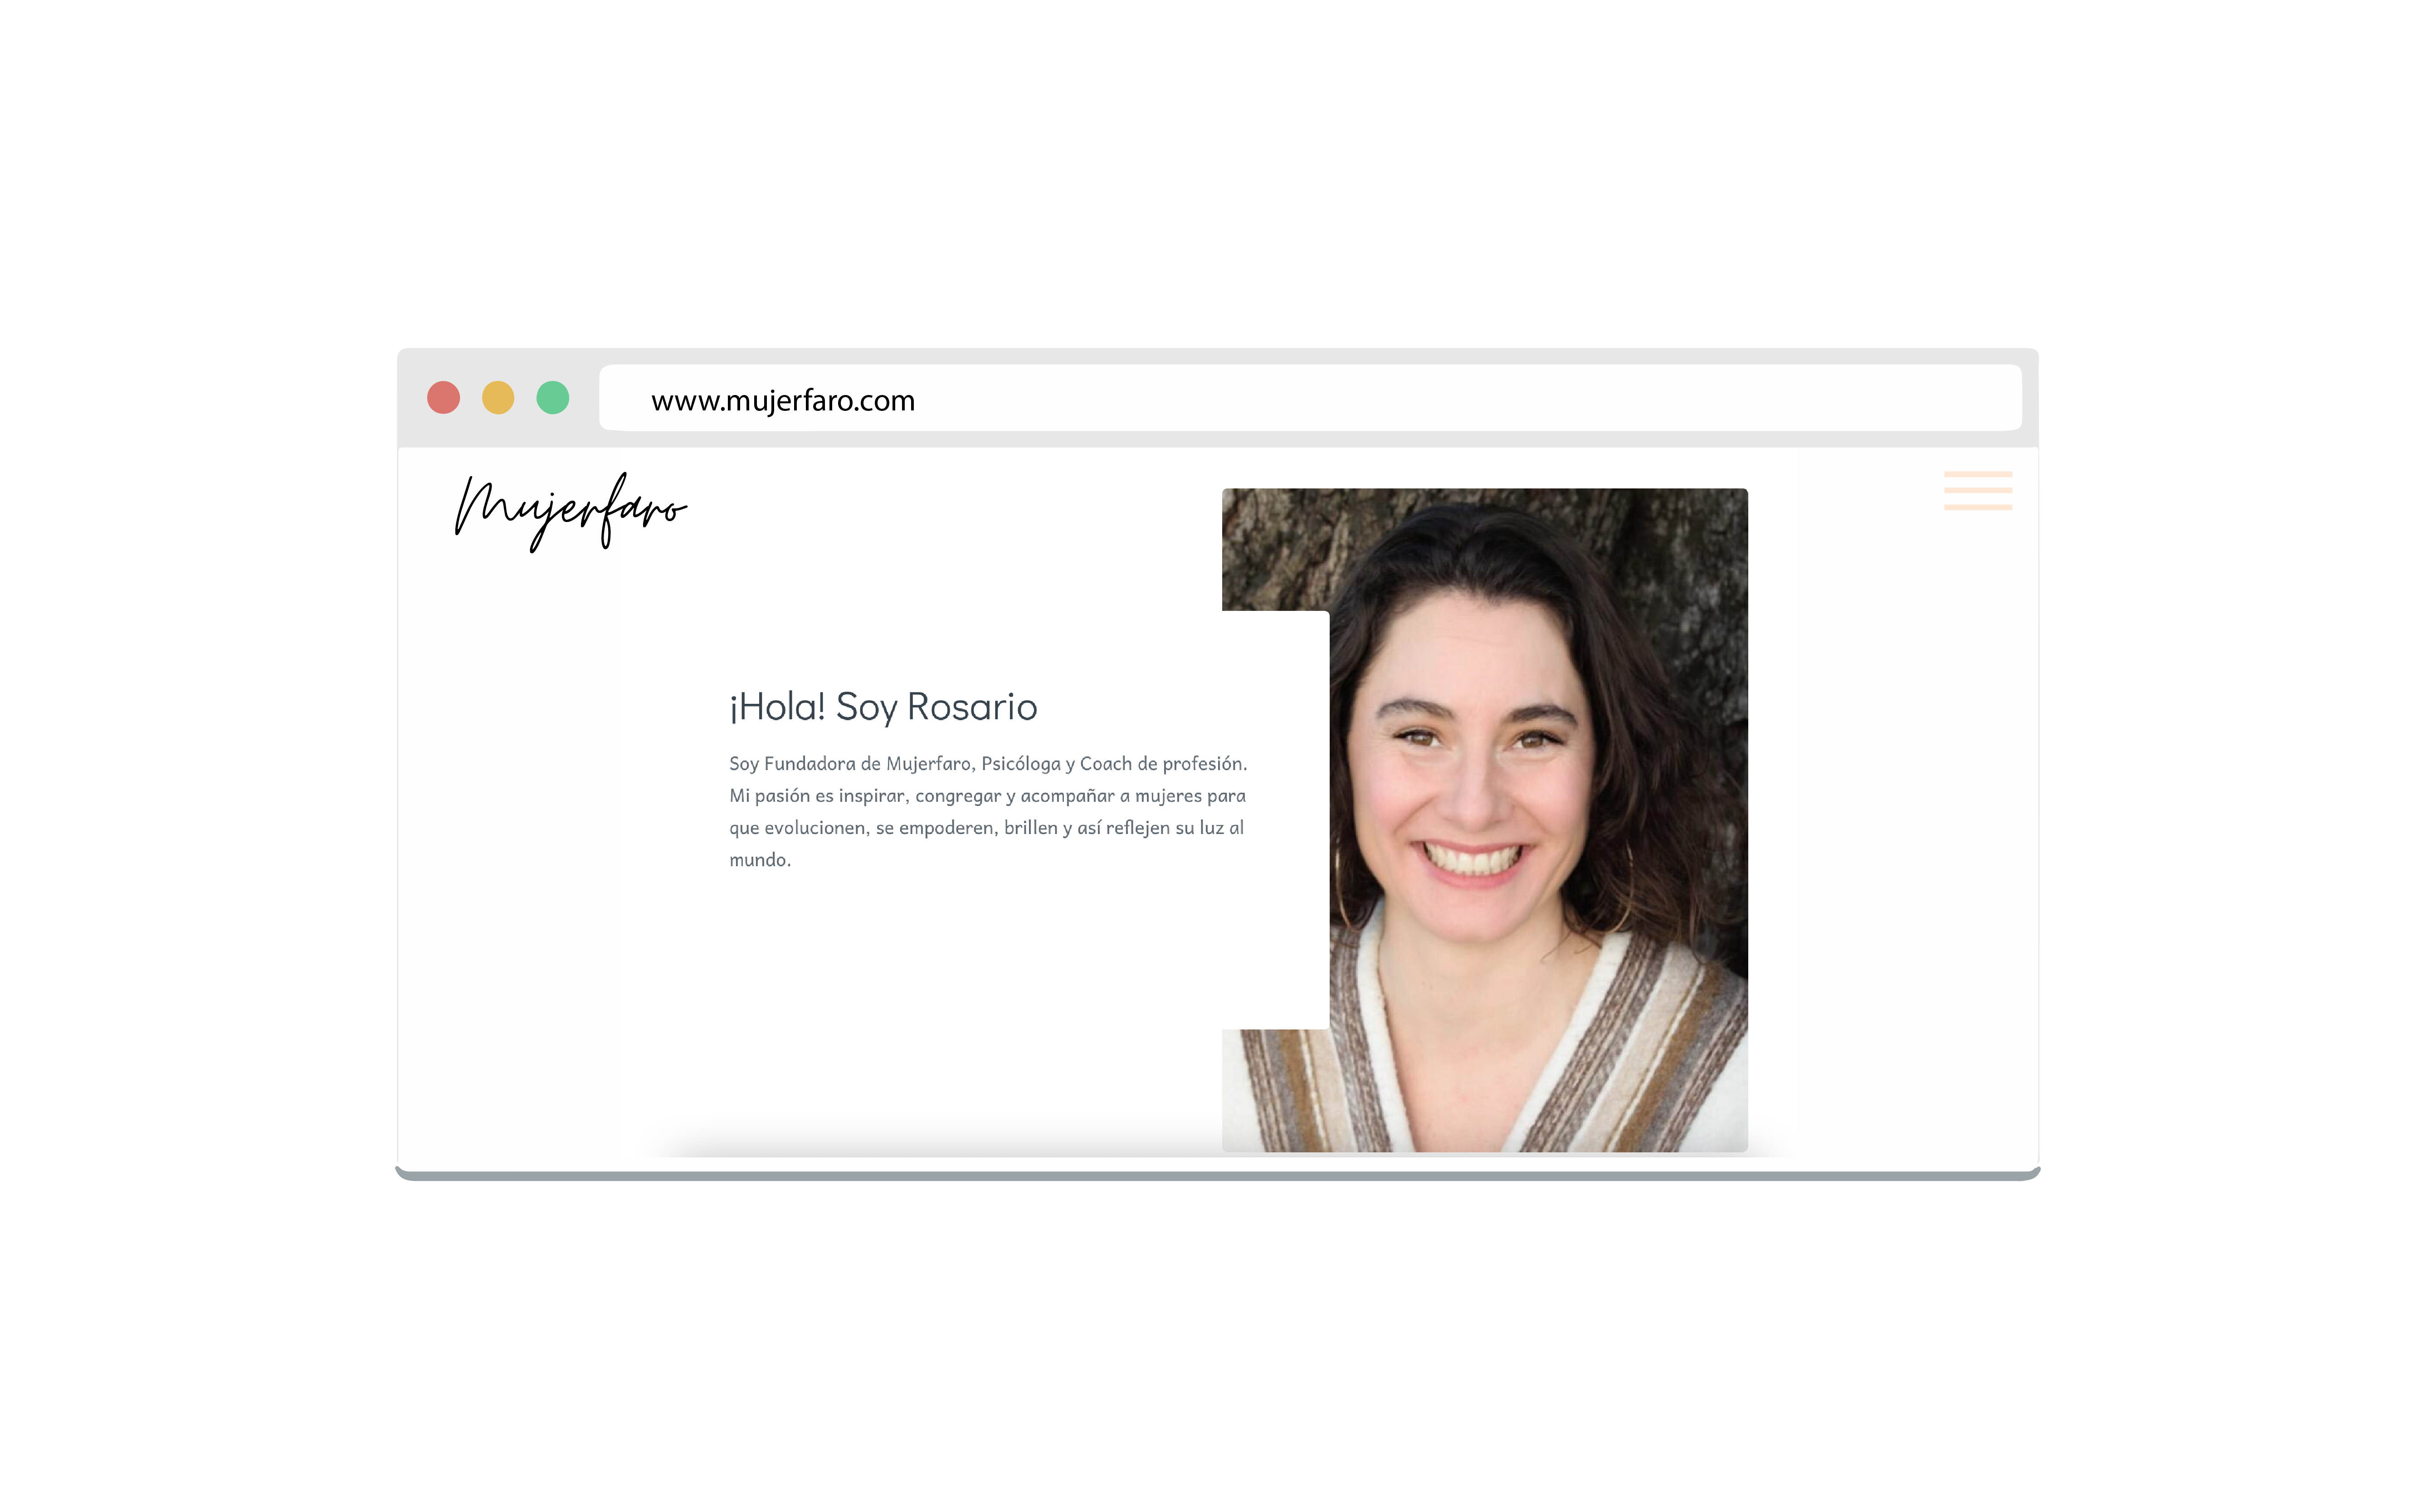 www.mujerfaro.com
Mujerfaro
¡Hola! Soy Rosario
Soy Fundadora de Mujerfaro, Psicóloga y Coach de profesión.
Mi pasión es inspirar, congregar y acompañar a mujeres para
que evolucionen, se empoderen, brillen y así reflejen su luz al
mundo.